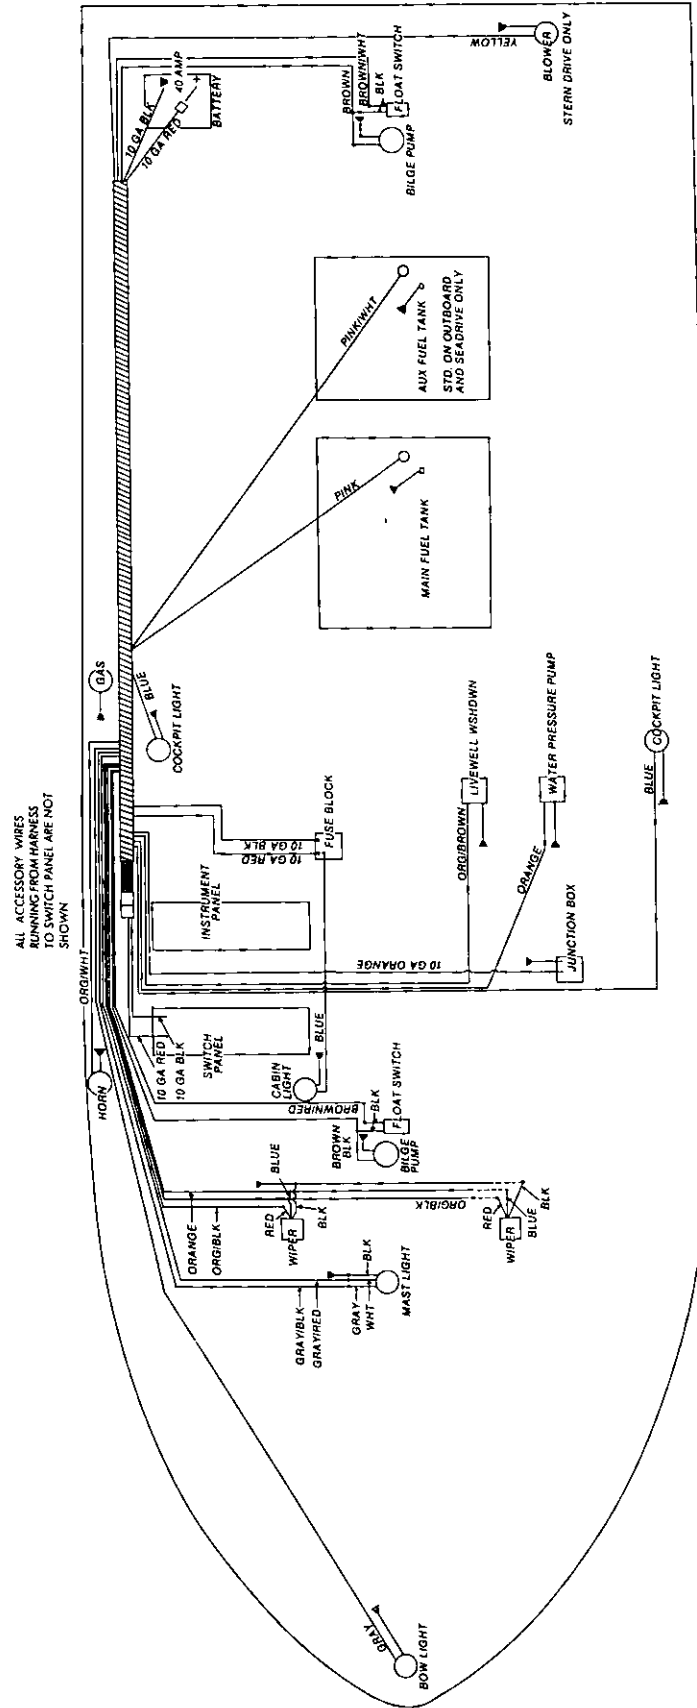 ALL ACCESSORY WIRES
RUNNING FROM HARNESS
TO SWITCH PANEL ARE NOT
SHOWN
ORG/WHT
HORN
GAS
10 GA BLK
10 GA RED
40 AMP
+
BATTERY
BROWN
BROWN/WHT
BLK
FLOAT SWITCH
BILGE PUMP
YELLOW
BLOWER
STERN DRIVE ONLY
PINK/WHT
AUX FUEL TANK
STD. ON OUTBOARD
AND SEADRIVE ONLY
PINK
MAIN FUEL TANK
BLUE
COCKPIT LIGHT
10 GA BLK
10 GA RED
FUSE BLOCK
INSTRUMENT
PANEL
ORG/BROWN
LIVEWELL WSHDWN
ORANGE
WATER PRESSURE PUMP
BLUE
COCKPIT LIGHT
10 GA ORANGE
JUNCTION BOX
10 GA RED
10 GA BLK
SWITCH
PANEL
CABIN
LIGHT
BLUE
BROWN/RED
BROWN
BLK
BLK
FLOAT SWITCH
BILGE
PUMP
ORANGE
ORG/BLK
BLUE
RED
BLK
WIPER
ORG/BLK
RED
WIPER
BLUE
BLK
GRAY/BLK
GRAY/RED
GRAY
WHT
BLK
MAST LIGHT
GRAY
BOW LIGHT